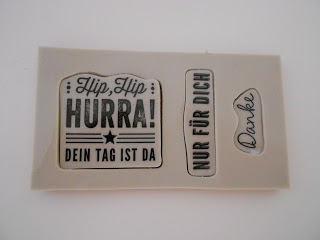 Hip, Hip
HURRA!
DEIN TAG IST DA
NUR FÜR DICH
Danke